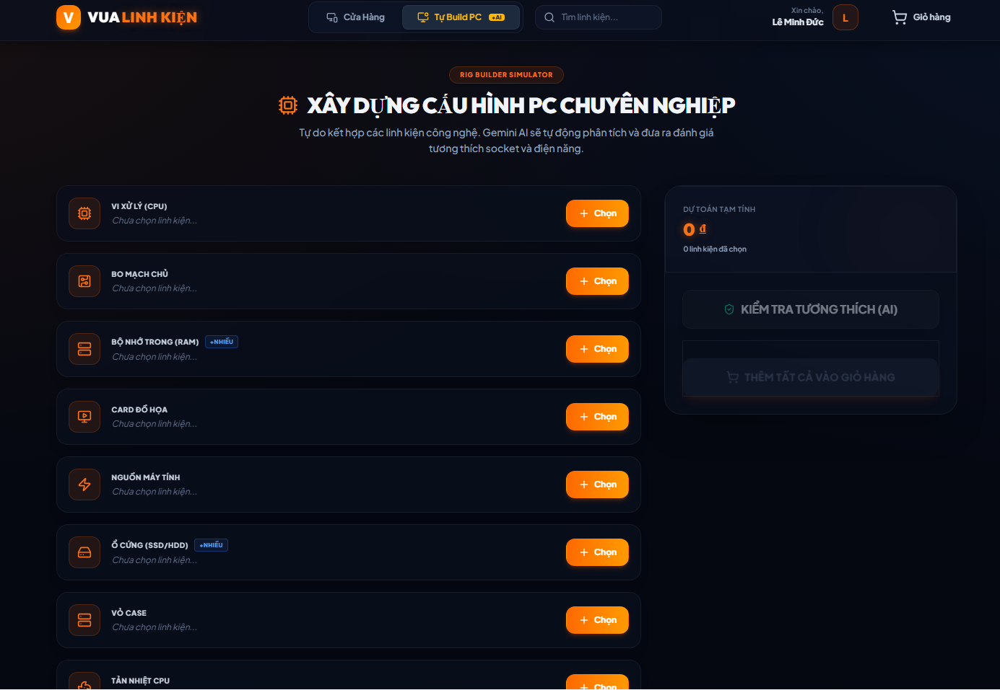 V VUA LINH KIỆN
Cửa Hàng
Tự Build PC +AI
Tìm linh kiện...
Xin chào,
Lê Minh Đức
L
Giỏ hàng
RIG BUILDER SIMULATOR
XÂY DỰNG CẤU HÌNH PC CHUYÊN NGHIỆP
Tự do kết hợp các linh kiện công nghệ. Gemini AI sẽ tự động phân tích và đưa ra đánh giá
tương thích socket và điện năng.
VI XỬ LÝ (CPU)
Chưa chọn linh kiện...
+ Chọn
BO MẠCH CHỦ
Chưa chọn linh kiện...
+ Chọn
BỘ NHỚ TRONG (RAM) +NHIỀU
Chưa chọn linh kiện...
+ Chọn
CARD ĐỒ HỌA
Chưa chọn linh kiện...
+ Chọn
NGUỒN MÁY TÍNH
Chưa chọn linh kiện...
+ Chọn
Ổ CỨNG (SSD/HDD) +NHIỀU
Chưa chọn linh kiện...
+ Chọn
VỎ CASE
Chưa chọn linh kiện...
+ Chọn
TẢN NHIỆT CPU
+ Chọn
DỰ TOÁN TẠM TÍNH
0 đ
0 linh kiện đã chọn
KIỂM TRA TƯƠNG THÍCH (AI)
THÊM TẤT CẢ VÀO GIỎ HÀNG